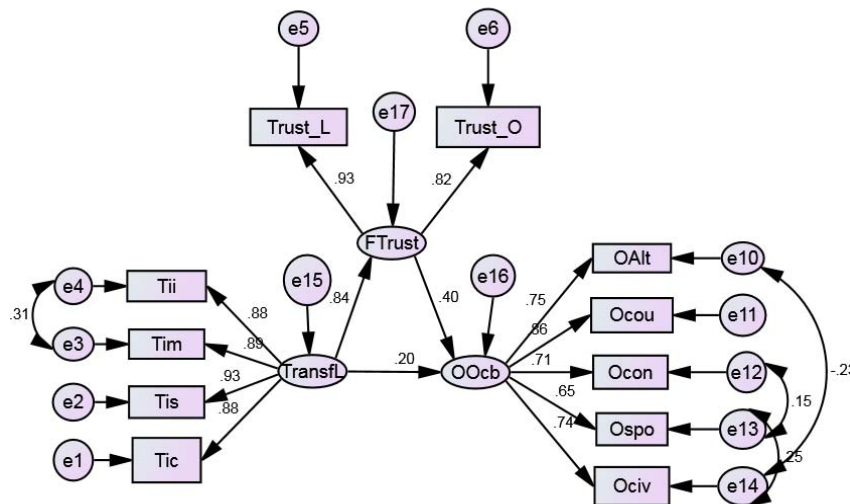 e5
e6
e17
Trust_L
Trust_O
.93
.82
FTrust
e15
e16
e4
Tii
.88
.84
.40
.75
OAlt
e10
.31
e3
Tim
.89
.86
Ocou
e11
TransfL
.20
OOcb
.71
Ocon
e12
-.23
e2
Tis
.93
.65
.15
.88
.74
Ospo
e13
e1
Tic
.25
Ociv
e14